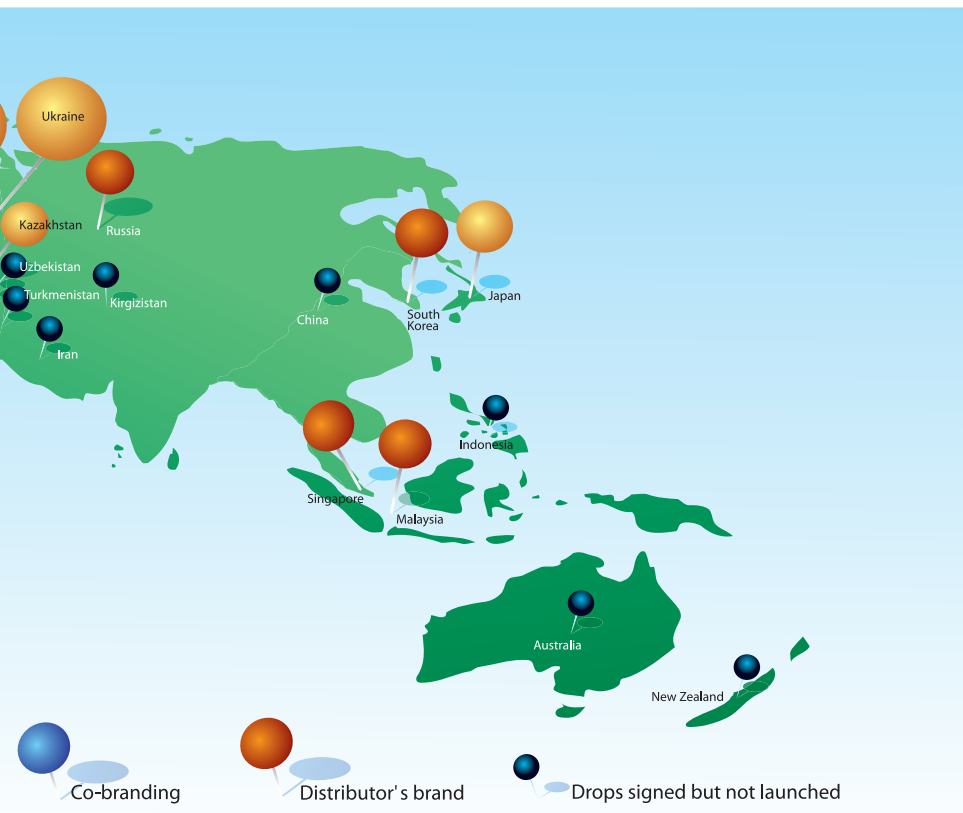 Ukraine
Kazakhstan
Russia
Uzbekistan
Turkmenistan
Kirgizistan
Iran
China
South
Korea
Japan
Indonesia
Singapore
Malaysia
Australia
New Zealand
Co-branding
Distributor's brand
Drops signed but not launched